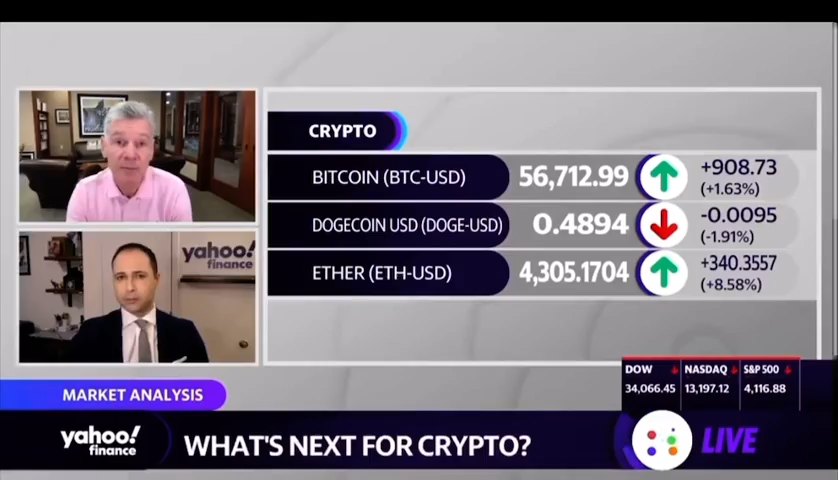 yahoo!
finance
CRYPTO
BITCOIN (BTC-USD) 56,712.99 +908.73
(+1.63%)
DOGECOIN USD (DOGE-USD) 0.4894 -0.0095
(-1.91%)
ETHER (ETH-USD) 4,305.1704 +340.3557
(+8.58%)
DOW NASDAQ S&P 500
34,066.45 13,197.12 4,116.88
MARKET ANALYSIS
yahoo!
finance
WHAT'S NEXT FOR CRYPTO?
LIVE